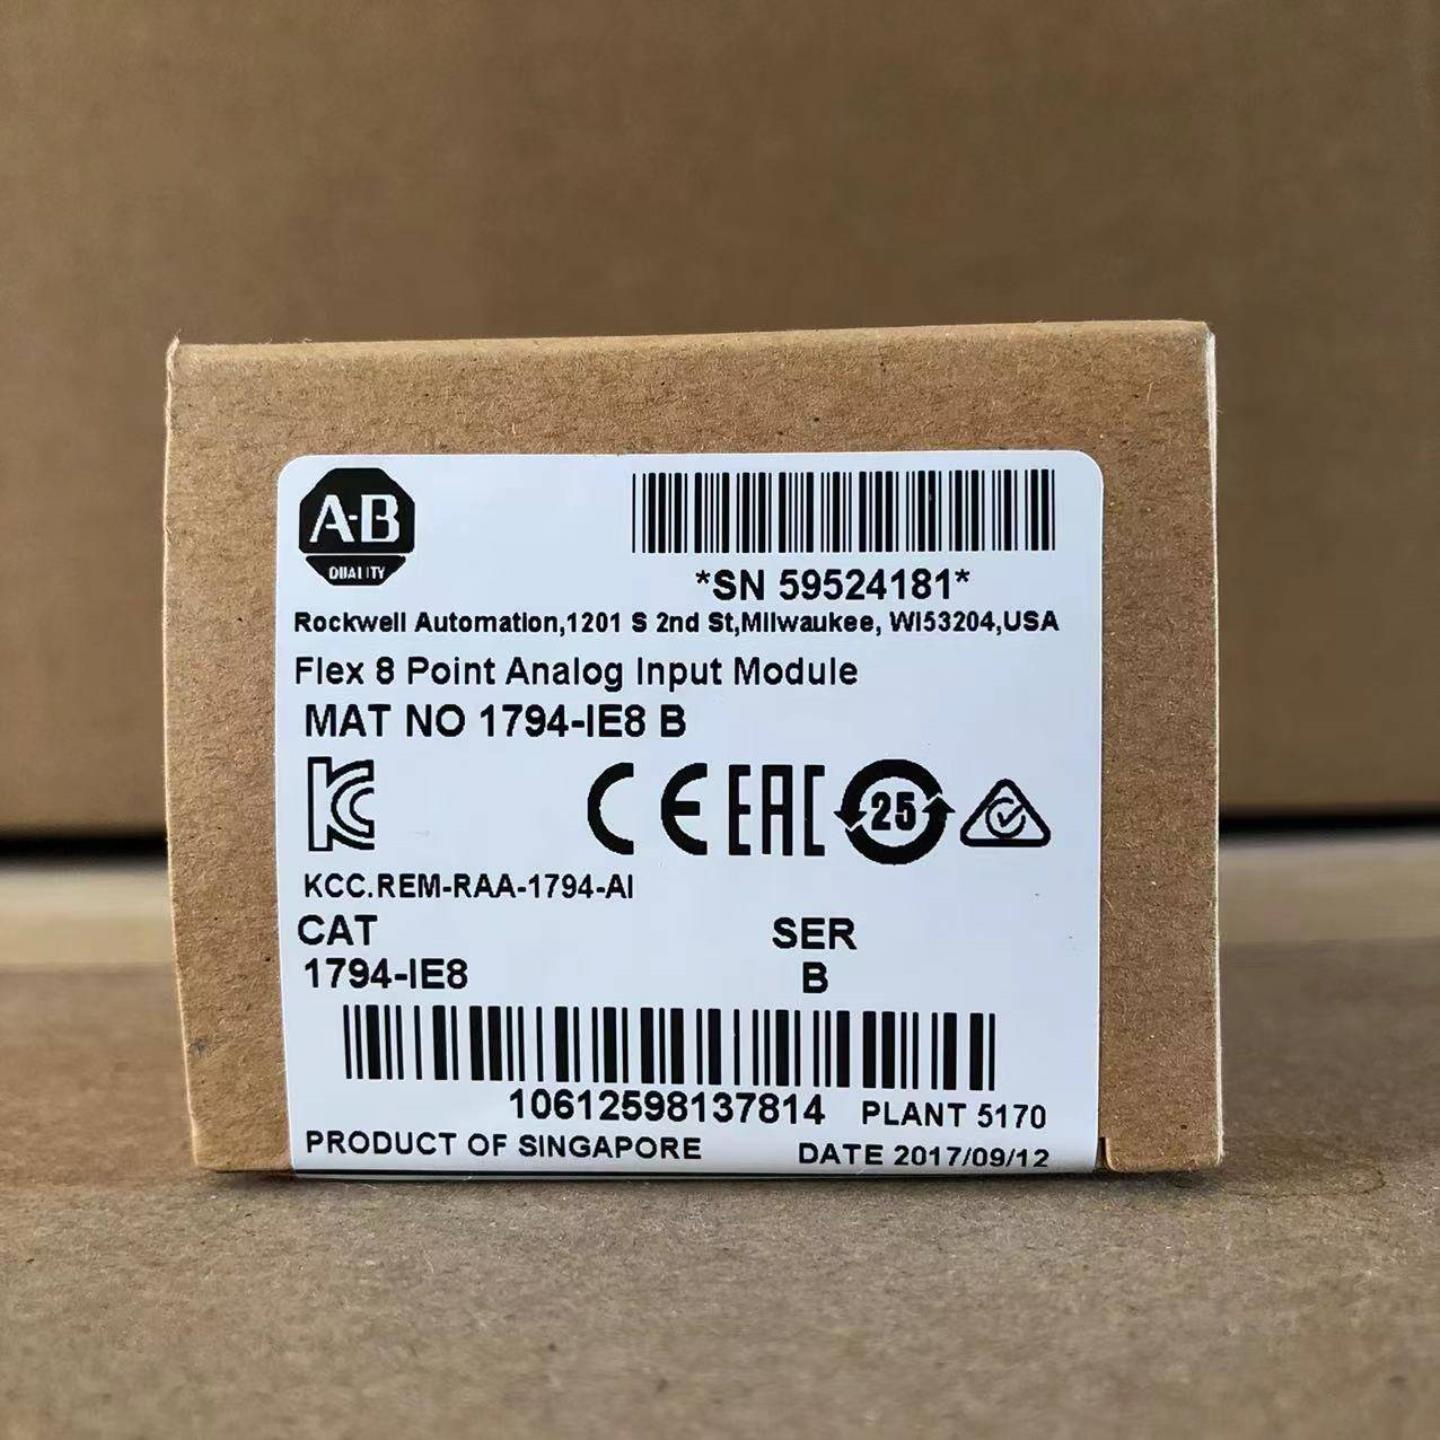 A-B
QUALITY
*SN 59524181*
Rockwell Automation,1201 S 2nd St,Milwaukee, WI53204,USA
Flex 8 Point Analog Input Module
MAT NO 1794-IE8 B
KC
CE EAC 25
KCC.REM-RAA-1794-AI
CAT SER
1794-IE8 B
10612598137814 PLANT 5170
PRODUCT OF SINGAPORE DATE 2017/09/12